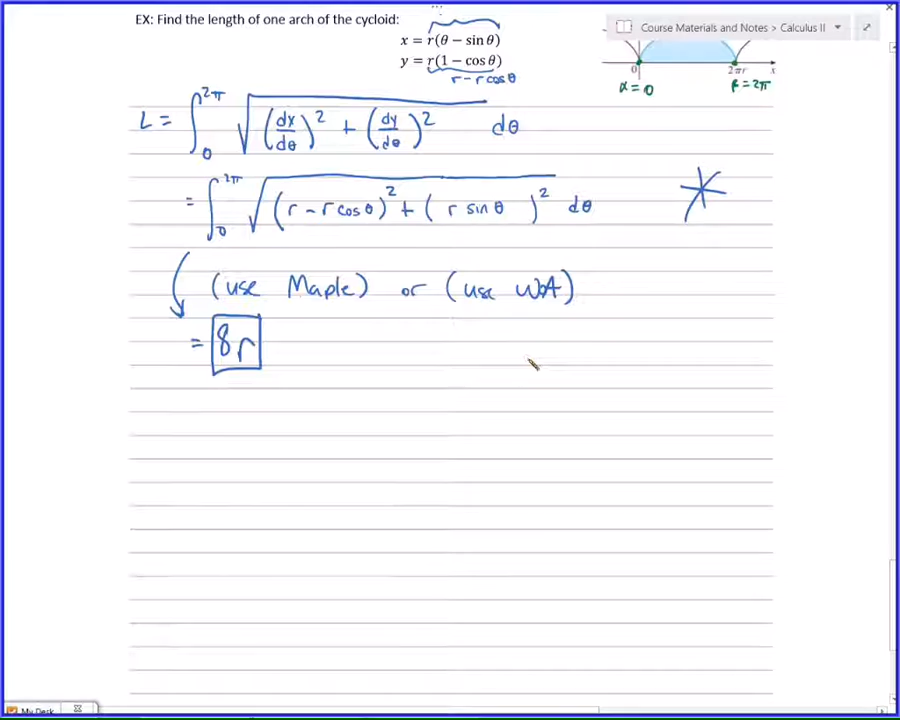 EX: Find the length of one arch of the cycloid:
x = r(θ − sin θ)
y = r(1 − cos θ)
r − r cos θ
Course Materials and Notes > Calculus II
0 2πr x
α = 0 β = 2π
L = ∫₀^2π √((dx/dθ)² + (dy/dθ)²) dθ
= ∫₀^2π √((r − r cos θ)² + (r sin θ)²) dθ
(use Maple) or (use WA)
= 8r
My Desk